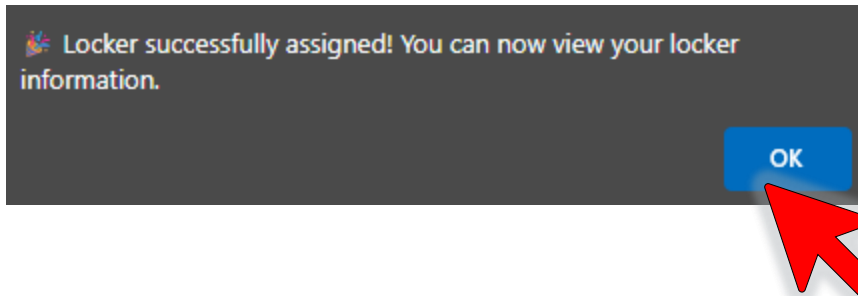 🎉 Locker successfully assigned! You can now view your locker
information.
OK